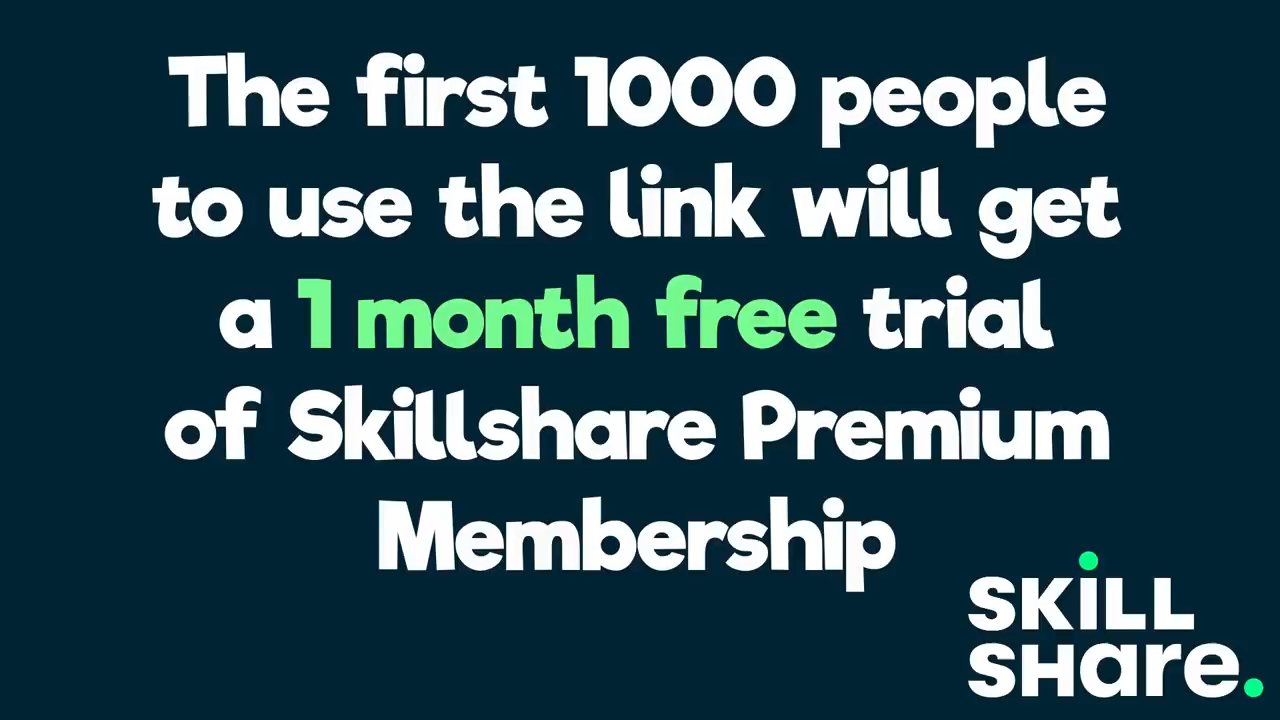 The first 1000 people
to use the link will get
a 1 month free trial
of Skillshare Premium
Membership
SKiLL
SHare.